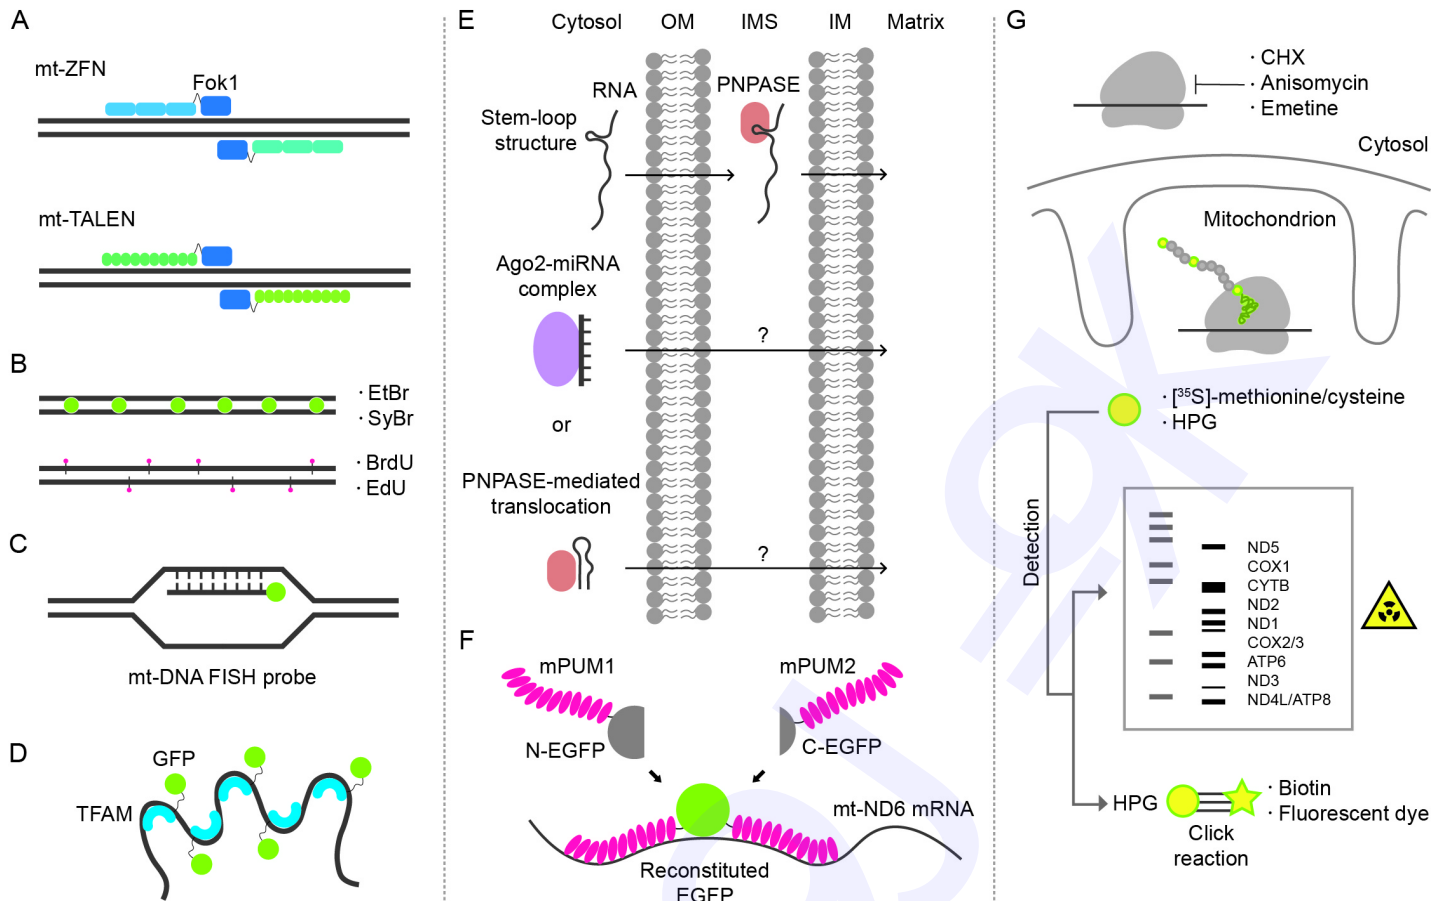 A
mt-ZFN
Fok1
mt-TALEN
B
· EtBr
· SyBr
· BrdU
· EdU
C
mt-DNA FISH probe
D
GFP
TFAM
E
Cytosol OM IMS IM Matrix
RNA
PNPASE
Stem-loop
structure
Ago2-miRNA
complex
?
or
PNPASE-mediated
translocation
?
F
mPUM1
mPUM2
N-EGFP
C-EGFP
mt-ND6 mRNA
Reconstituted
EGFP
G
· CHX
· Anisomycin
· Emetine
Cytosol
Mitochondrion
· [³⁵S]-methionine/cysteine
· HPG
Detection
ND5
COX1
CYTB
ND2
ND1
COX2/3
ATP6
ND3
ND4L/ATP8
HPG
· Biotin
· Fluorescent dye
Click
reaction